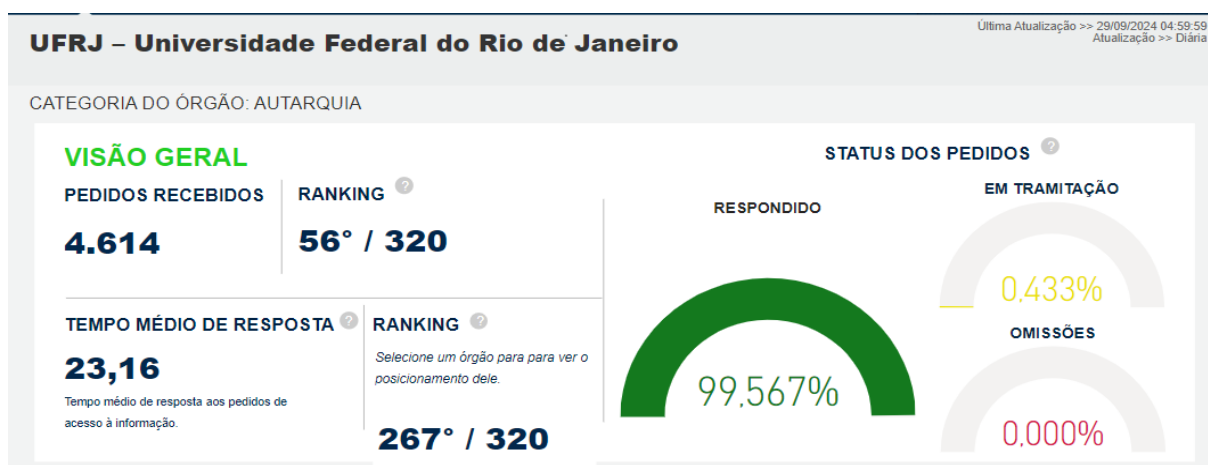 Última Atualização >> 29/09/2024 04:59:59
Atualização >> Diária
UFRJ – Universidade Federal do Rio de Janeiro
CATEGORIA DO ÓRGÃO: AUTARQUIA
VISÃO GERAL
PEDIDOS RECEBIDOS
4.614
RANKING ?
56° / 320
TEMPO MÉDIO DE RESPOSTA ?
23,16
Tempo médio de resposta aos pedidos de
acesso à informação.
RANKING ?
Selecione um órgão para para ver o
posicionamento dele.
267° / 320
STATUS DOS PEDIDOS ?
RESPONDIDO
99,567%
EM TRAMITAÇÃO
0,433%
OMISSÕES
0,000%